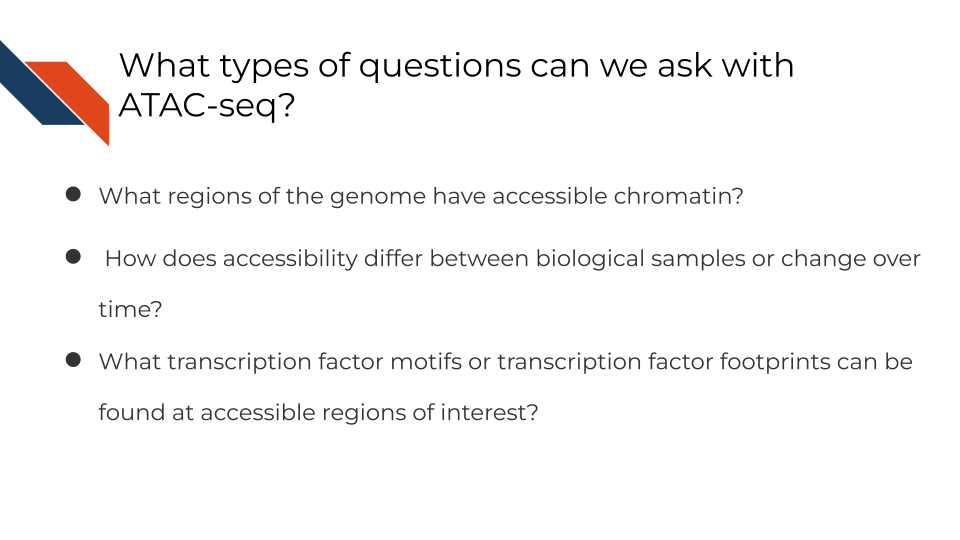 What types of questions can we ask with
ATAC-seq?
● What regions of the genome have accessible chromatin?
● How does accessibility differ between biological samples or change over
time?
● What transcription factor motifs or transcription factor footprints can be
found at accessible regions of interest?